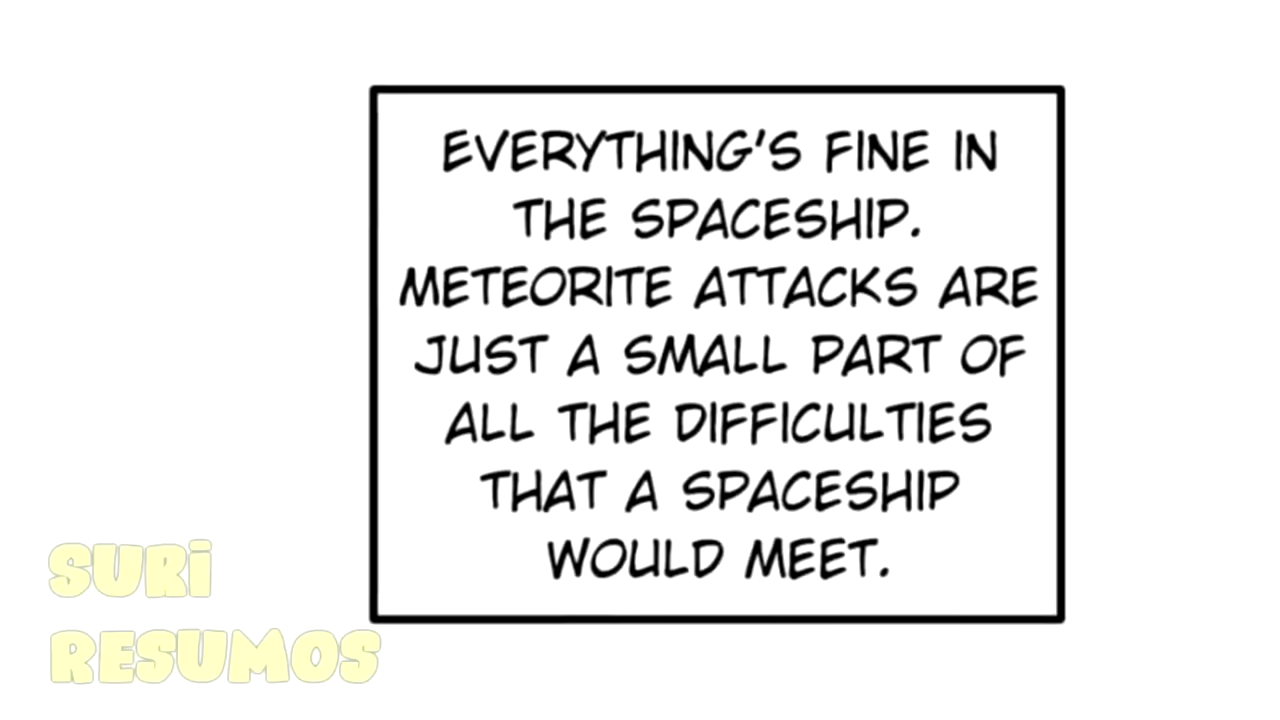 EVERYTHING'S FINE IN
THE SPACESHIP.
METEORITE ATTACKS ARE
JUST A SMALL PART OF
ALL THE DIFFICULTIES
THAT A SPACESHIP
WOULD MEET.
SURI
RESUMOS